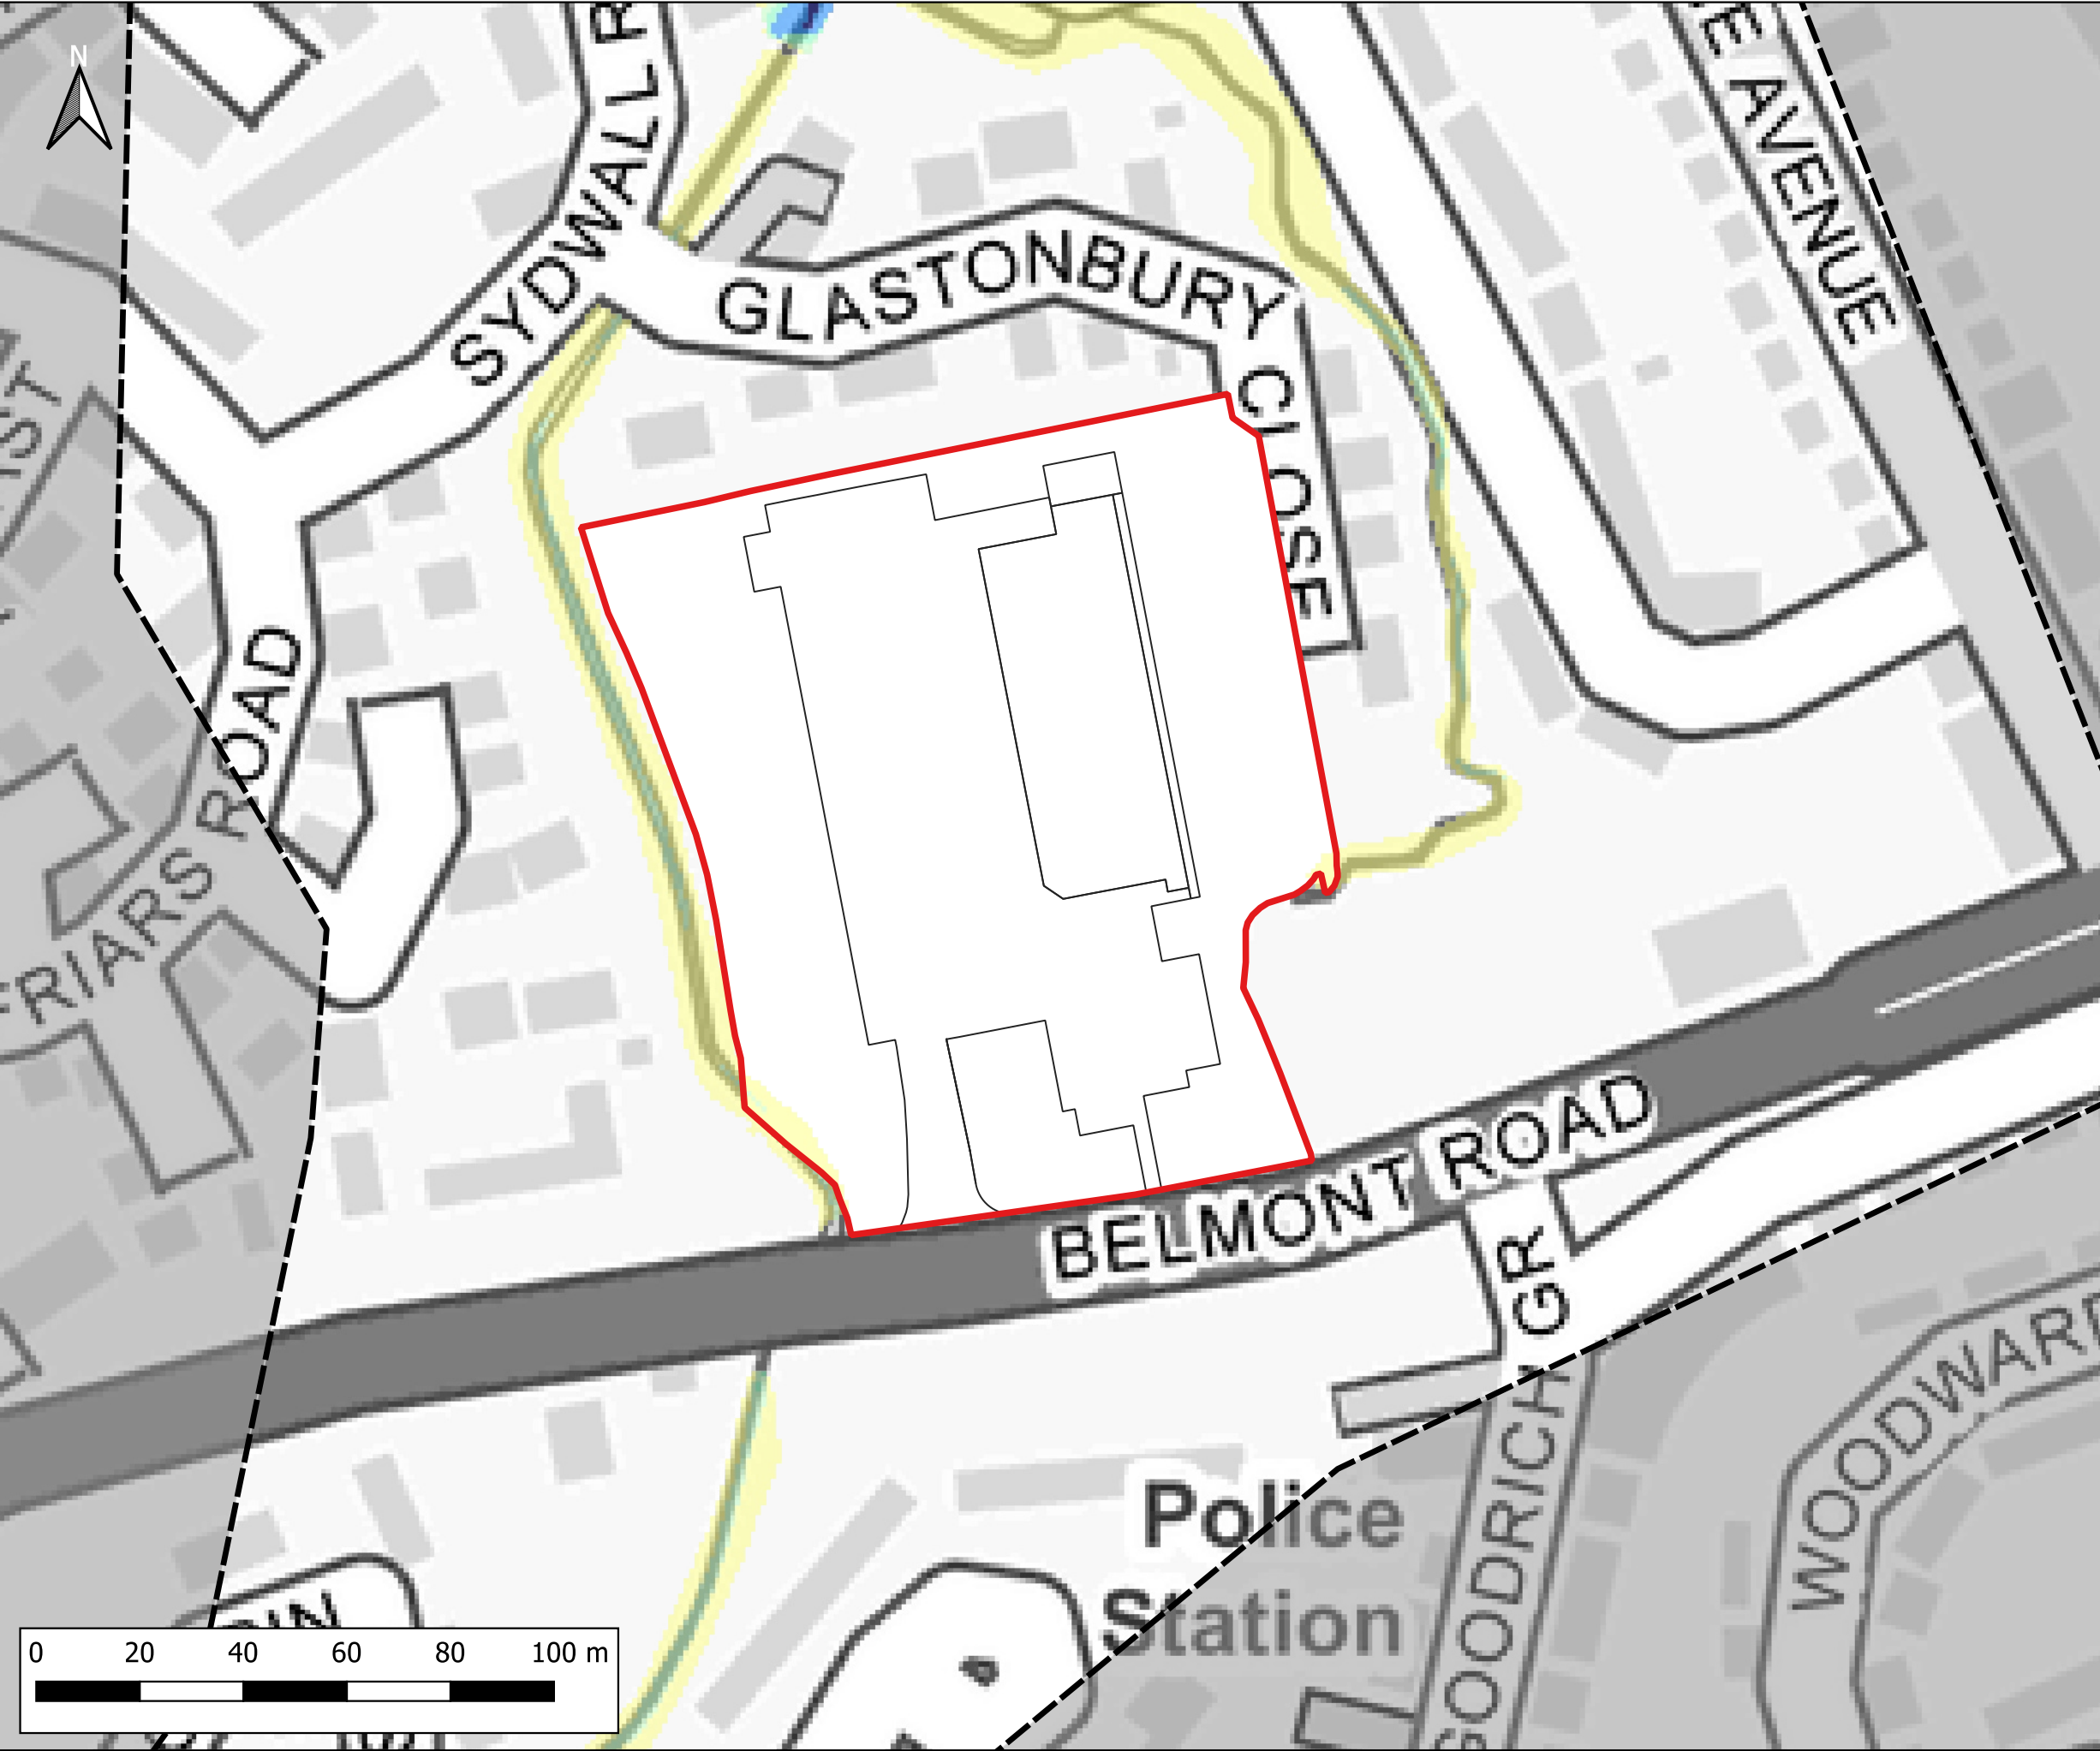 N
SYDWALL R
GLASTONBURY
CLOSE
E AVENUE
FRIARS ROAD
BELMONT ROAD
GR
GOODRICH
WOODWARD
Police
Station
0 20 40 60 80 100 m